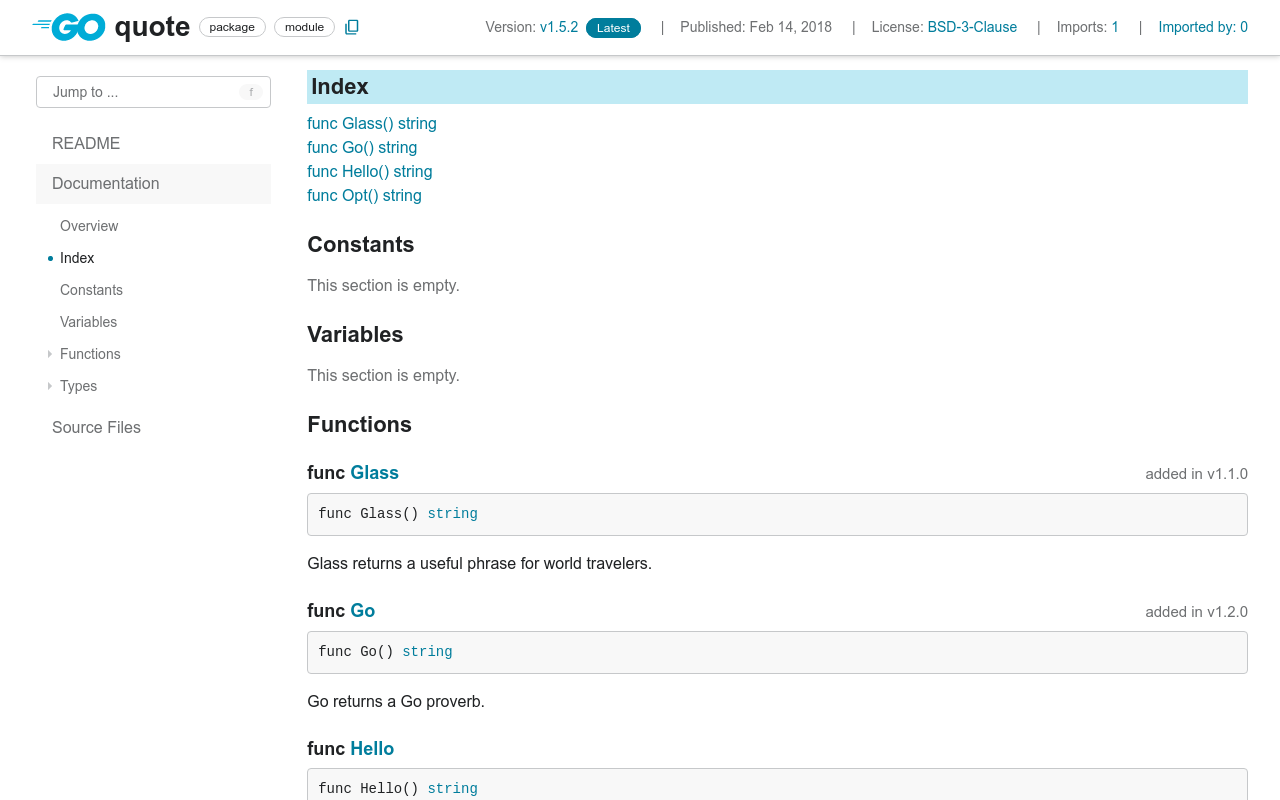 GO quote package module
Version: v1.5.2 Latest | Published: Feb 14, 2018 | License: BSD-3-Clause | Imports: 1 | Imported by: 0
Jump to ... f
README
Documentation
Overview
Index
Constants
Variables
Functions
Types
Source Files
Index
func Glass() string
func Go() string
func Hello() string
func Opt() string
Constants
This section is empty.
Variables
This section is empty.
Functions
func Glass added in v1.1.0
func Glass() string
Glass returns a useful phrase for world travelers.
func Go added in v1.2.0
func Go() string
Go returns a Go proverb.
func Hello
func Hello() string